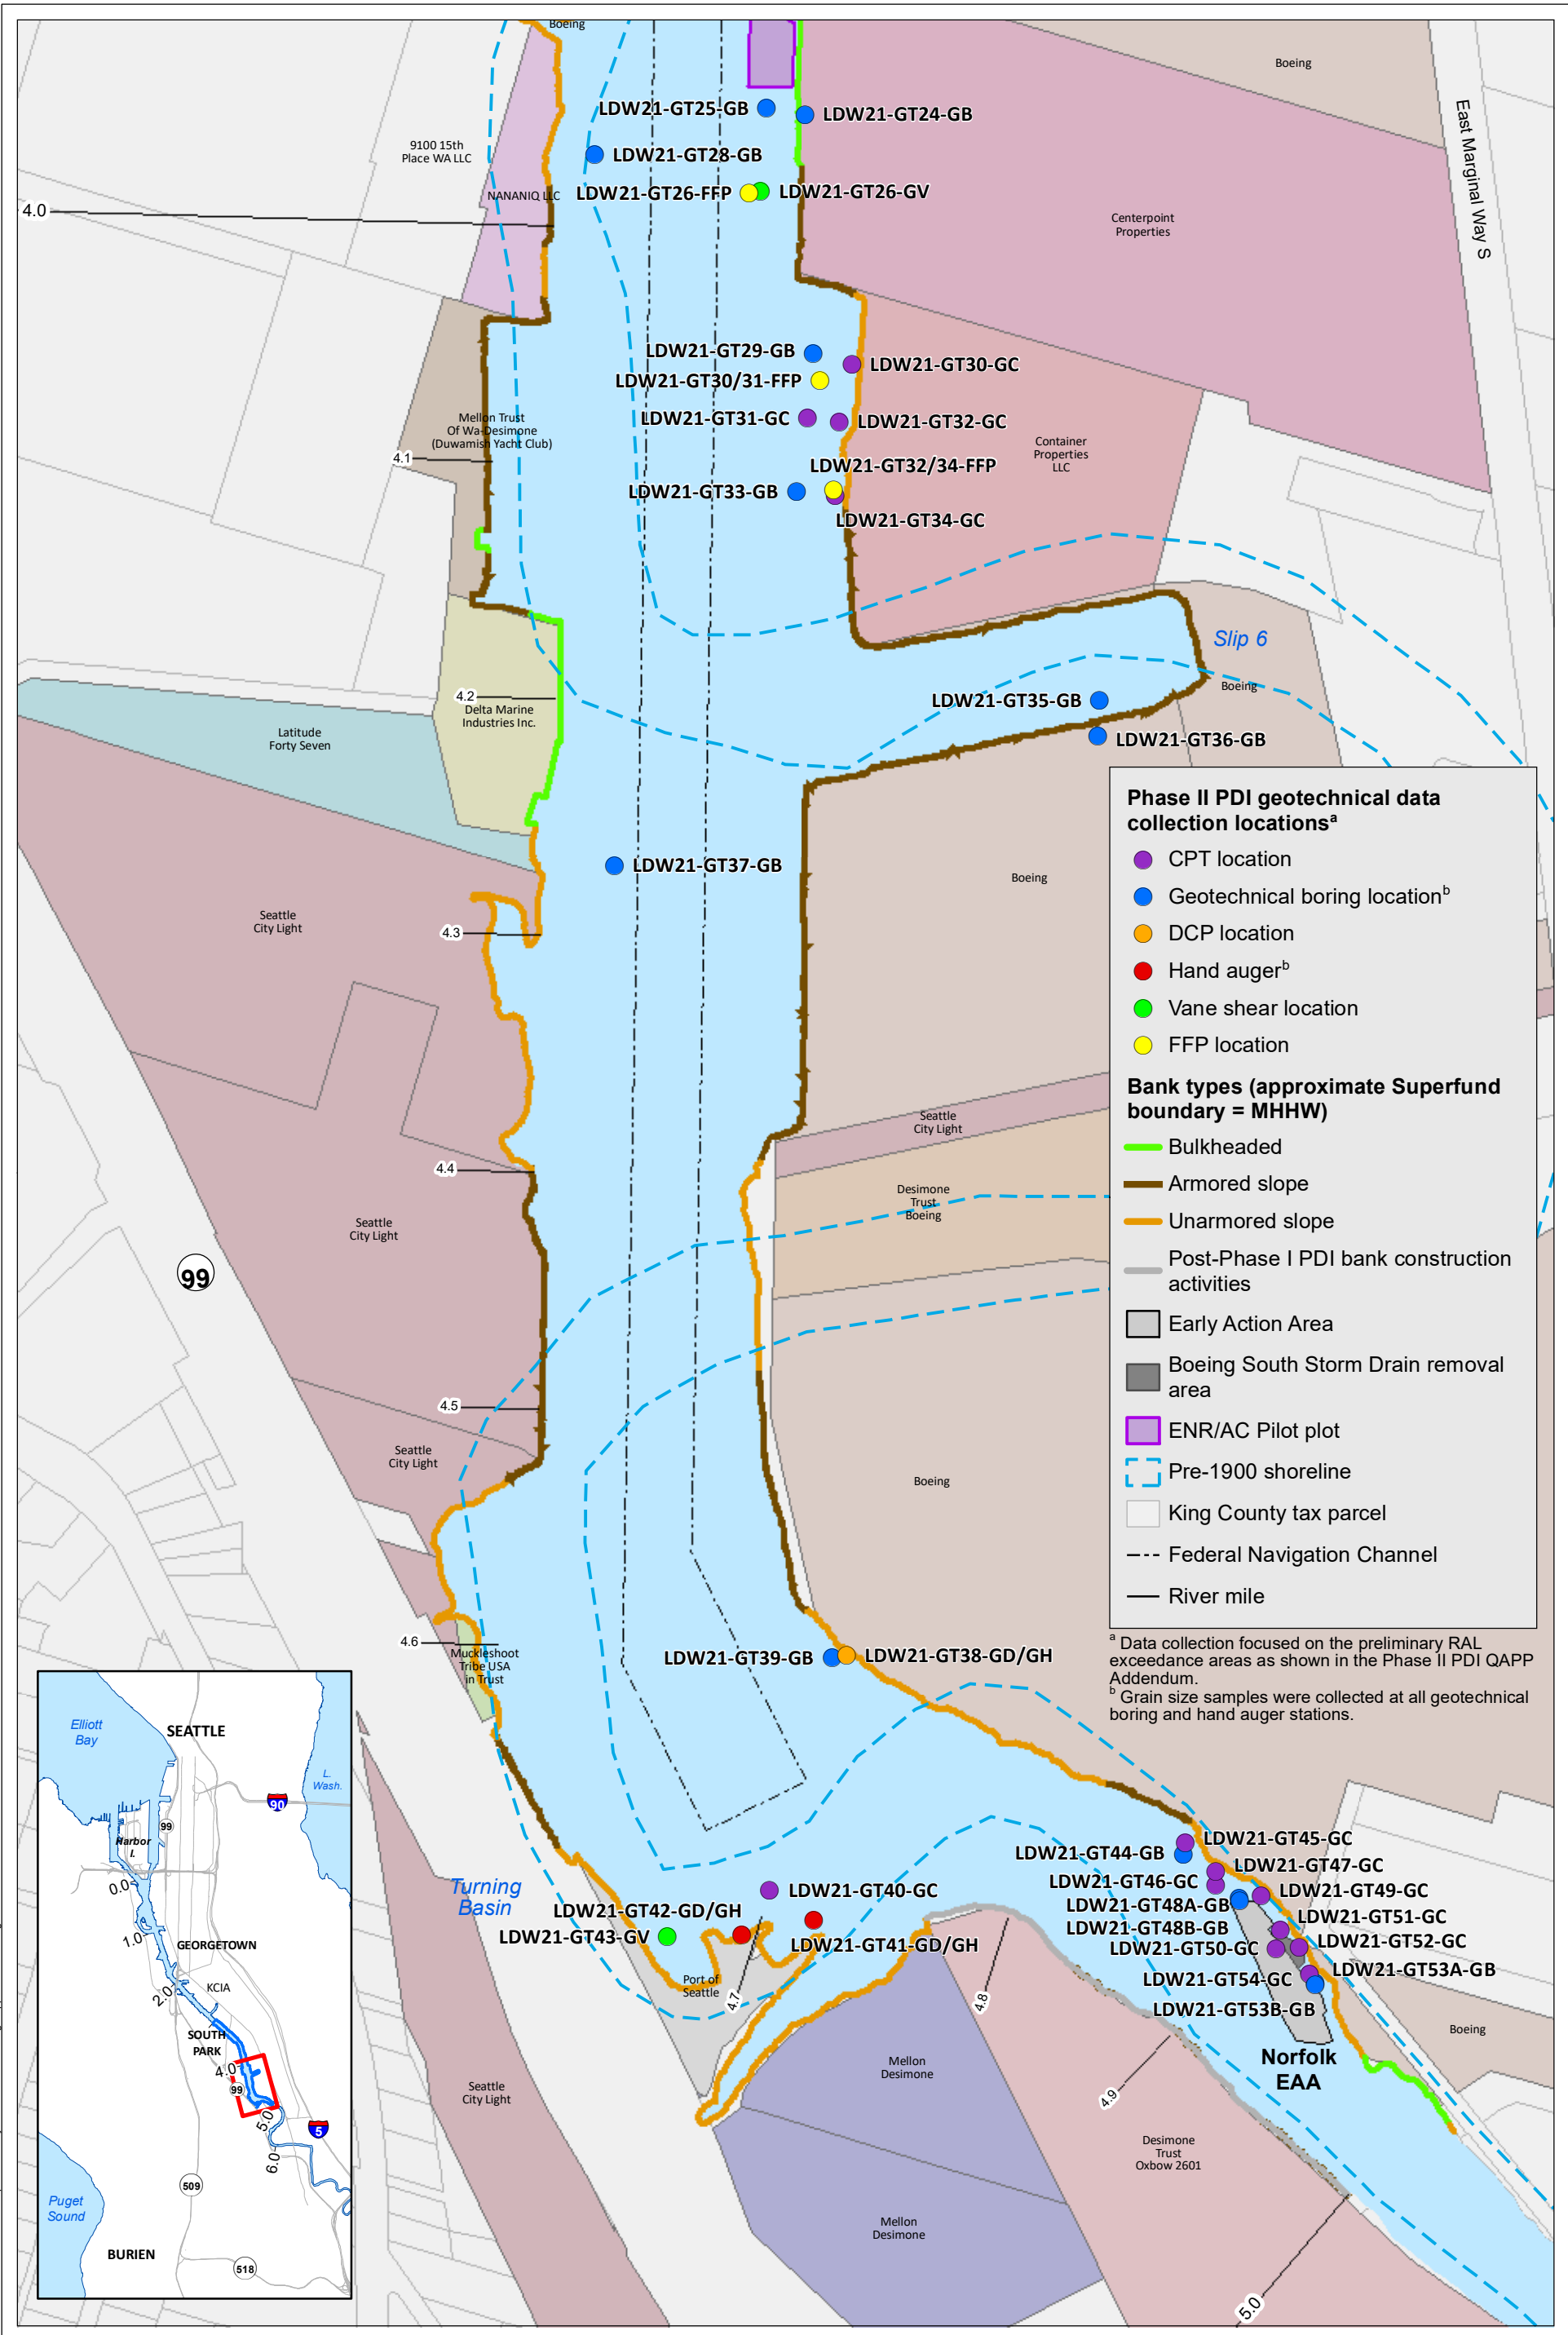 Boeing
Boeing
East Marginal Way S
LDW21-GT25-GB
LDW21-GT24-GB
9100 15th
Place WA LLC
LDW21-GT28-GB
NANANIQ LLC
LDW21-GT26-FFP
LDW21-GT26-GV
4.0
Centerpoint
Properties
LDW21-GT29-GB
LDW21-GT30-GC
LDW21-GT30/31-FFP
Mellon Trust
Of Wa-Desimone
(Duwamish Yacht Club)
LDW21-GT31-GC
LDW21-GT32-GC
Container
Properties
LLC
4.1
LDW21-GT32/34-FFP
LDW21-GT33-GB
LDW21-GT34-GC
Slip 6
Boeing
4.2
Delta Marine
Industries Inc.
LDW21-GT35-GB
LDW21-GT36-GB
Latitude
Forty Seven
LDW21-GT37-GB
Boeing
Seattle
City Light
4.3
Seattle
City Light
4.4
Desimone
Trust
Boeing
Seattle
City Light
99
4.5
Seattle
City Light
Boeing
4.6
Muckleshoot
Tribe USA
in Trust
LDW21-GT39-GB
LDW21-GT38-GD/GH
Phase II PDI geotechnical data
collection locationsa
CPT location
Geotechnical boring locationb
DCP location
Hand augerb
Vane shear location
FFP location
Bank types (approximate Superfund
boundary = MHHW)
Bulkheaded
Armored slope
Unarmored slope
Post-Phase I PDI bank construction
activities
Early Action Area
Boeing South Storm Drain removal
area
ENR/AC Pilot plot
Pre-1900 shoreline
King County tax parcel
Federal Navigation Channel
River mile
a Data collection focused on the preliminary RAL
exceedance areas as shown in the Phase II PDI QAPP
Addendum.
b Grain size samples were collected at all geotechnical
boring and hand auger stations.
LDW21-GT45-GC
LDW21-GT44-GB
LDW21-GT47-GC
LDW21-GT46-GC
LDW21-GT49-GC
LDW21-GT48A-GB
LDW21-GT48B-GB
LDW21-GT51-GC
LDW21-GT50-GC
LDW21-GT52-GC
LDW21-GT54-GC
LDW21-GT53A-GB
LDW21-GT53B-GB
Norfolk
EAA
Boeing
Turning
Basin
LDW21-GT40-GC
LDW21-GT42-GD/GH
LDW21-GT43-GV
LDW21-GT41-GD/GH
Port of
Seattle
4.7
4.8
4.9
5.0
Mellon
Desimone
Mellon
Desimone
Desimone
Trust
Oxbow 2601
Seattle
City Light
Elliott
Bay
SEATTLE
L.
Wash.
90
99
Harbor
I.
0.0
1.0
GEORGETOWN
KCIA
2.0
SOUTH
PARK
4.0
99
5.0
5
6.0
509
Puget
Sound
BURIEN
518